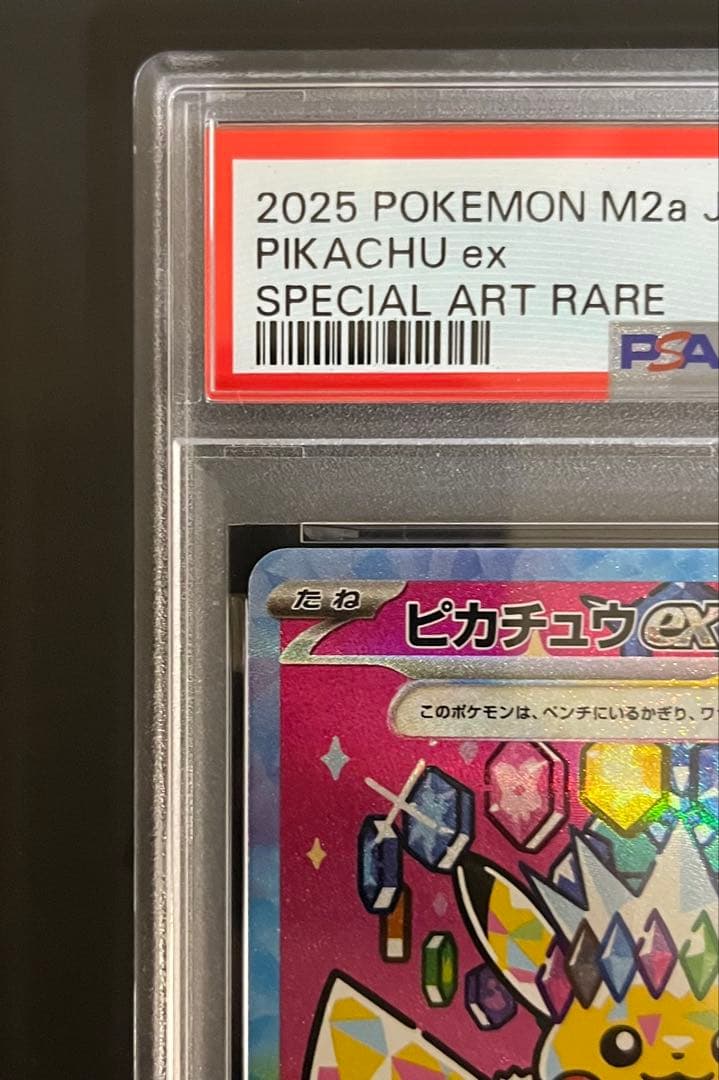 2025 POKEMON M2a
PIKACHU ex
SPECIAL ART RARE
PSA
たね
ピカチュウex
このポケモンは、ベンチにいるかぎり、ワ